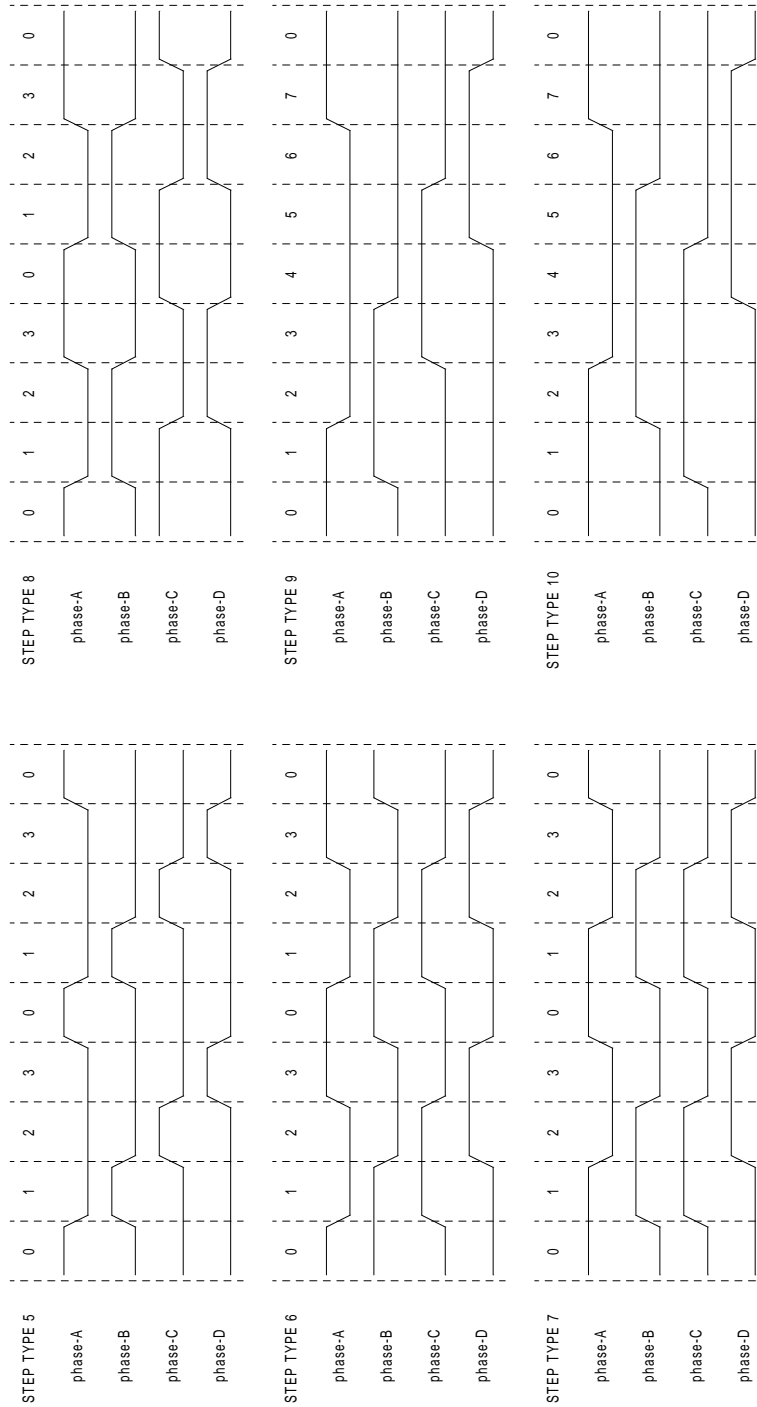 STEP TYPE 5 0 1 2 3 0 1 2 3 0
phase-A
phase-B
phase-C
phase-D
STEP TYPE 6 0 1 2 3 0 1 2 3 0
phase-A
phase-B
phase-C
phase-D
STEP TYPE 7 0 1 2 3 0 1 2 3 0
phase-A
phase-B
phase-C
phase-D
STEP TYPE 8 0 1 2 3 0 1 2 3 0
phase-A
phase-B
phase-C
phase-D
STEP TYPE 9 0 1 2 3 4 5 6 7 0
phase-A
phase-B
phase-C
phase-D
STEP TYPE 10 0 1 2 3 4 5 6 7 0
phase-A
phase-B
phase-C
phase-D